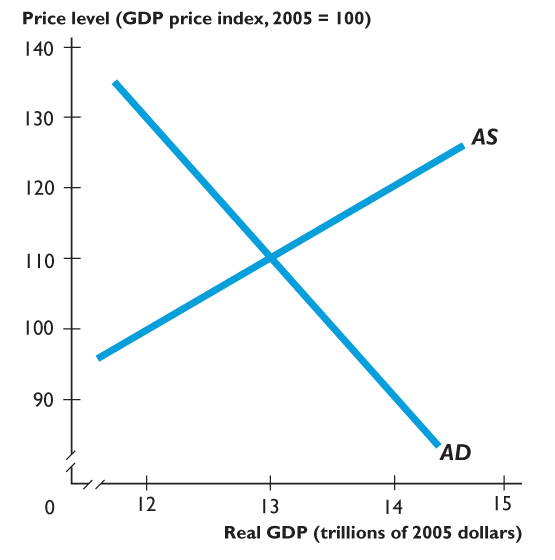 Price level (GDP price index, 2005 = 100)
140
130
AS
120
110
100
90
AD
0
12
13
14
15
Real GDP (trillions of 2005 dollars)